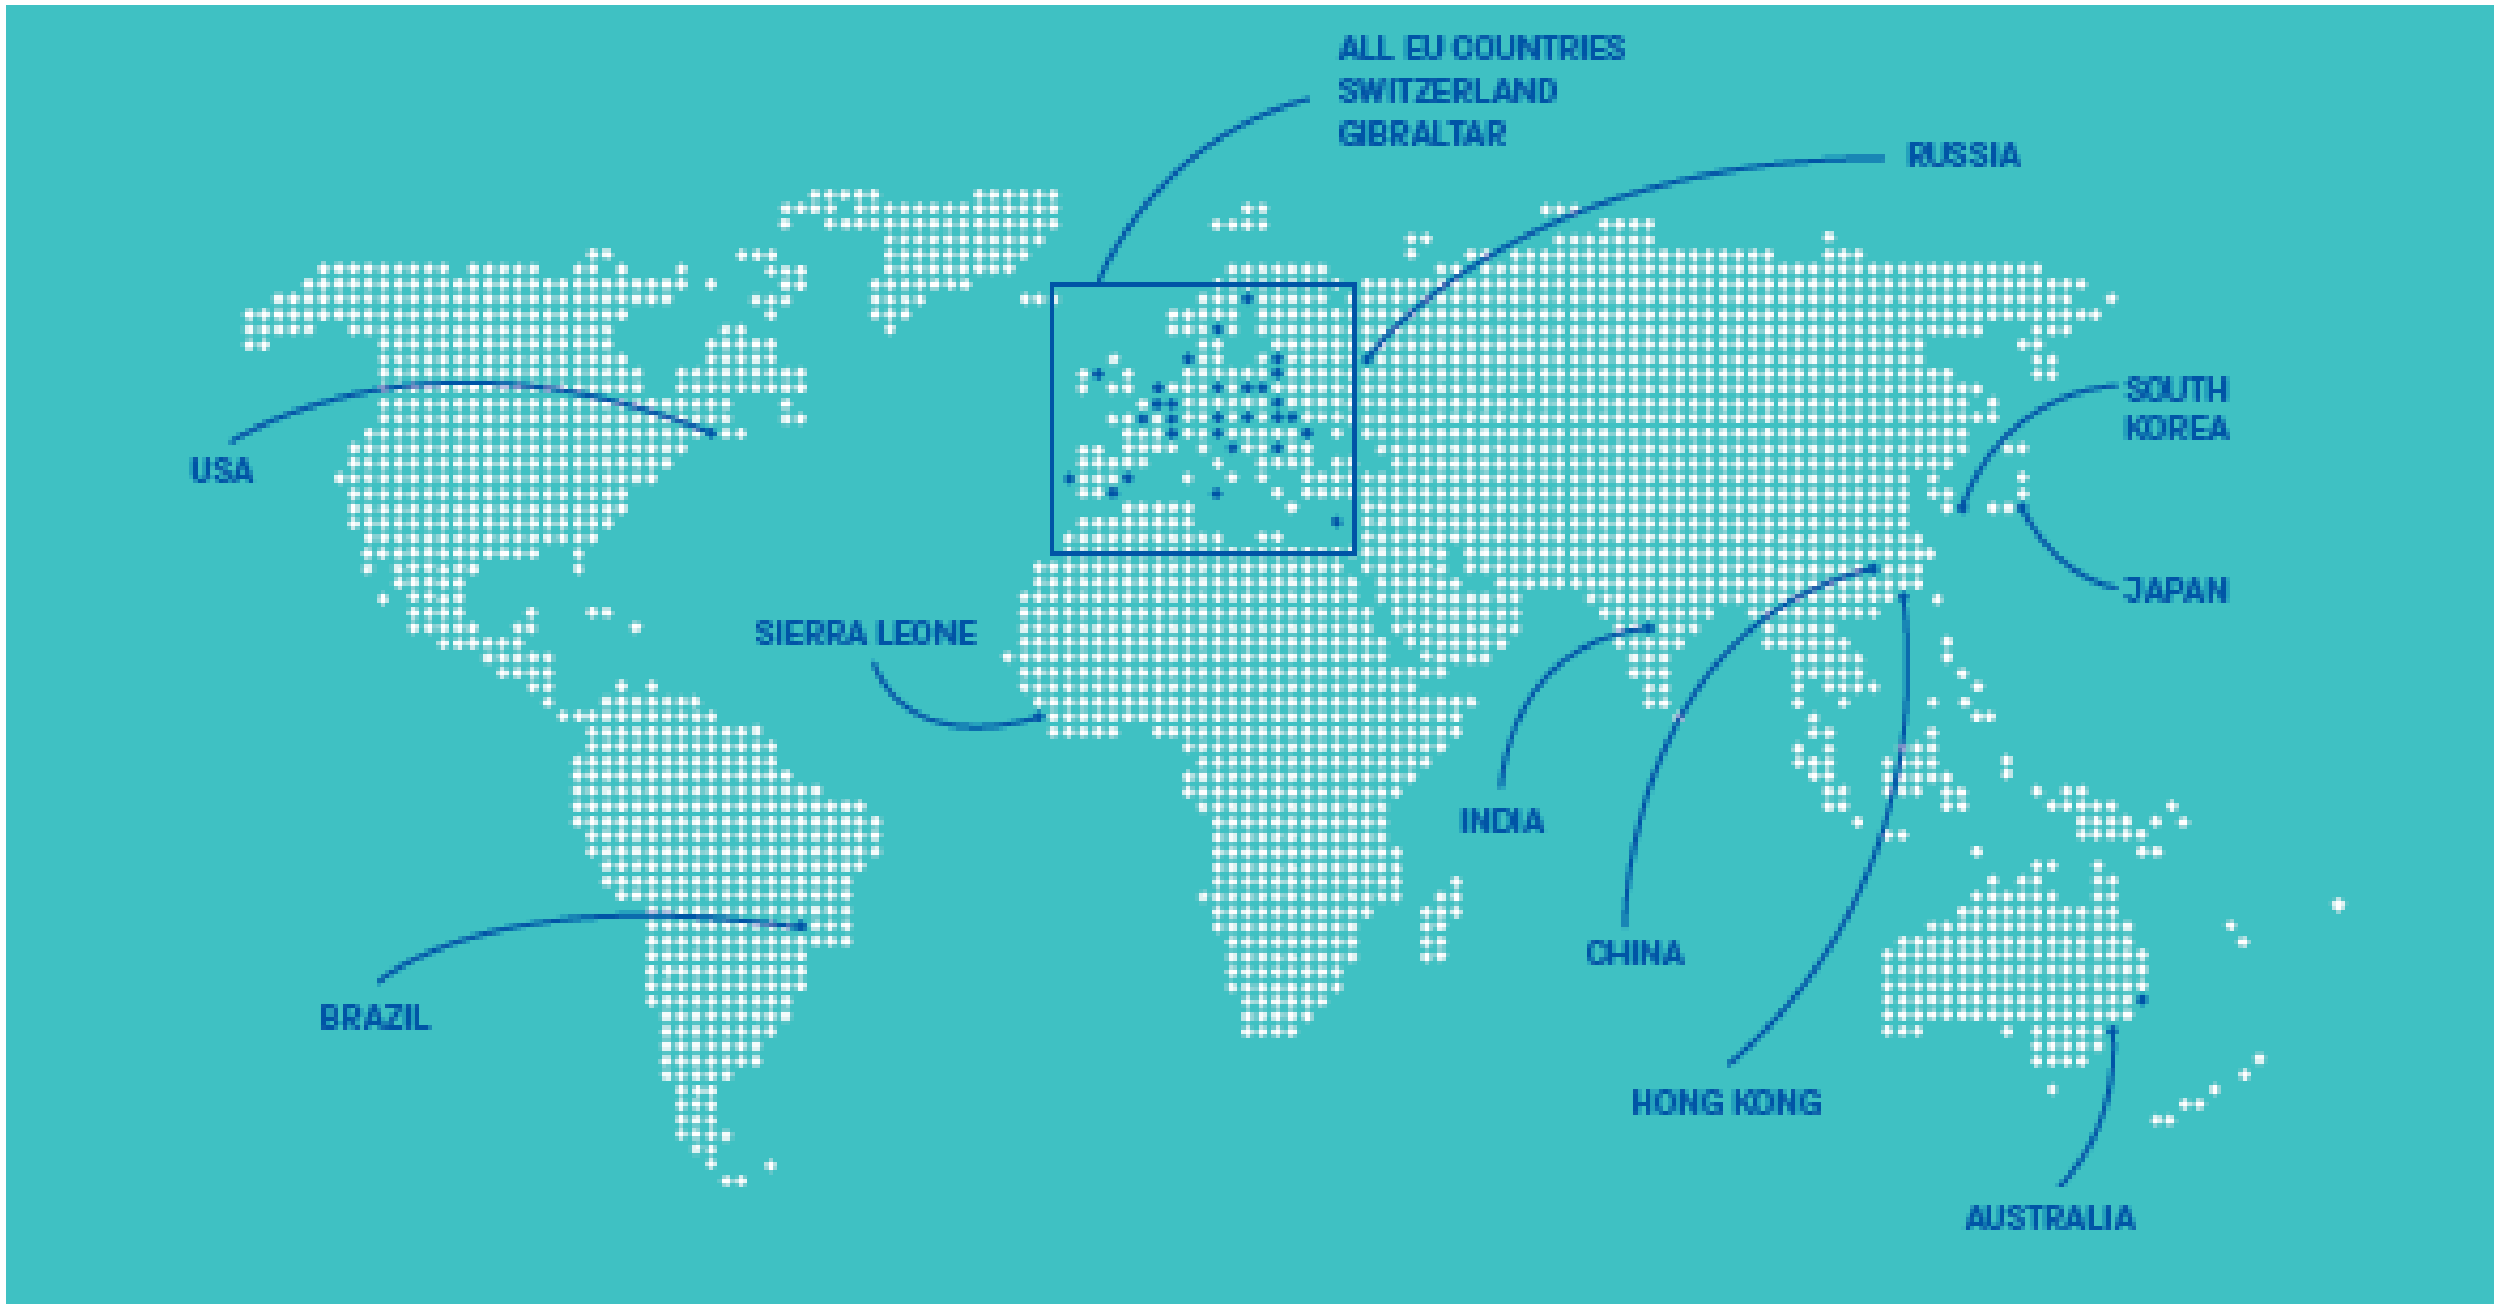 ALL EU COUNTRIES
SWITZERLAND
GIBRALTAR
RUSSIA
SOUTH
KOREA
USA
JAPAN
SIERRA LEONE
INDIA
CHINA
BRAZIL
HONG KONG
AUSTRALIA